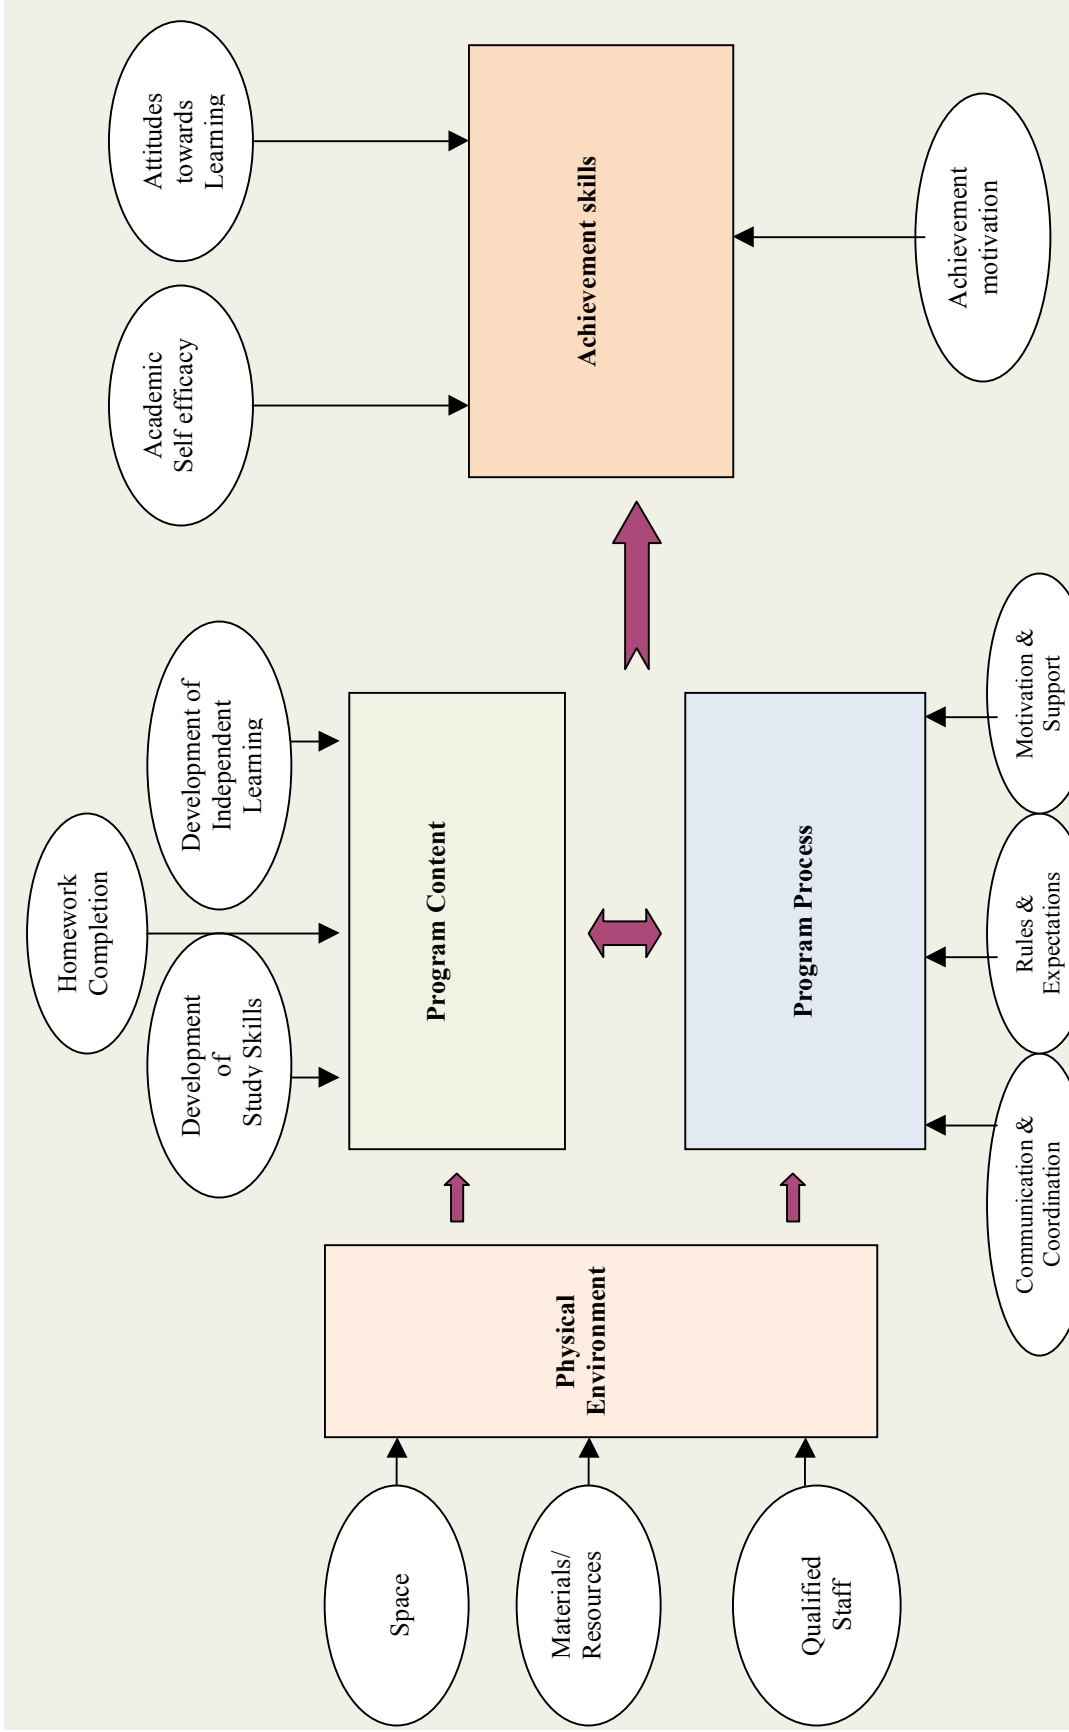 Space
Materials/
Resources
Qualified
Staff
Physical
Environment
Homework
Completion
Development
of
Study Skills
Development of
Independent
Learning
Program Content
Program Process
Communication &
Coordination
Rules &
Expectations
Motivation &
Support
Academic
Self efficacy
Attitudes
towards
Learning
Achievement skills
Achievement
motivation